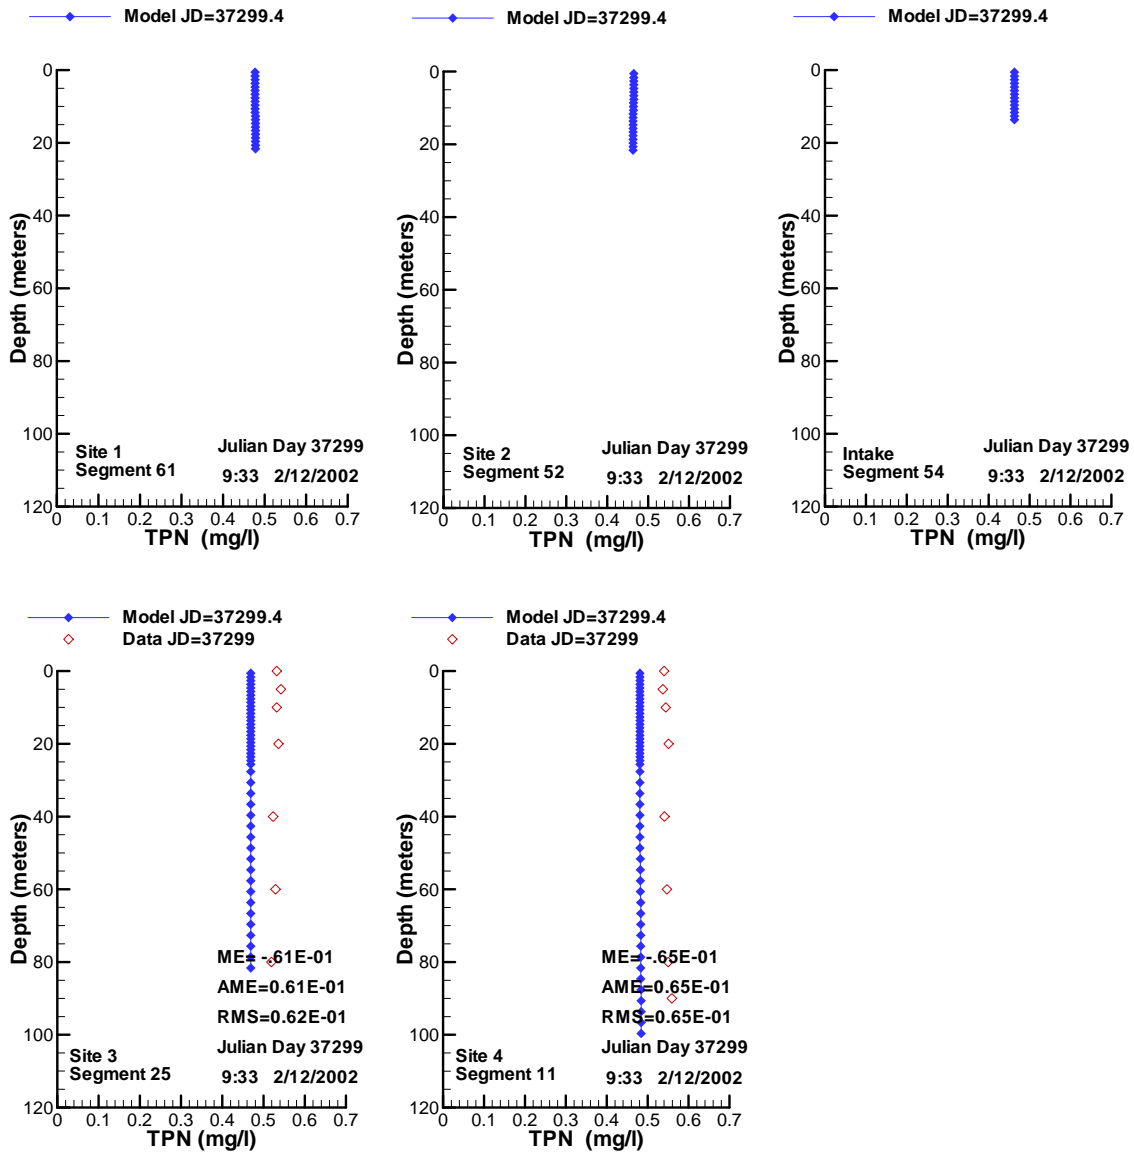 Model JD=37299.4
0
20
40
60
80
100
120
Depth (meters)
Site 1
Segment 61
Julian Day 37299
9:33 2/12/2002
0 0.1 0.2 0.3 0.4 0.5 0.6 0.7
TPN (mg/l)
Model JD=37299.4
0
20
40
60
80
100
120
Depth (meters)
Site 2
Segment 52
Julian Day 37299
9:33 2/12/2002
0 0.1 0.2 0.3 0.4 0.5 0.6 0.7
TPN (mg/l)
Model JD=37299.4
0
20
40
60
80
100
120
Depth (meters)
Intake
Segment 54
Julian Day 37299
9:33 2/12/2002
0 0.1 0.2 0.3 0.4 0.5 0.6 0.7
TPN (mg/l)
Model JD=37299.4
Data JD=37299
0
20
40
60
80
100
120
Depth (meters)
ME= -.61E-01
AME=0.61E-01
RMS=0.62E-01
Site 3
Segment 25
Julian Day 37299
9:33 2/12/2002
0 0.1 0.2 0.3 0.4 0.5 0.6 0.7
TPN (mg/l)
Model JD=37299.4
Data JD=37299
0
20
40
60
80
100
120
Depth (meters)
ME= -.65E-01
AME=0.65E-01
RMS=0.65E-01
Site 4
Segment 11
Julian Day 37299
9:33 2/12/2002
0 0.1 0.2 0.3 0.4 0.5 0.6 0.7
TPN (mg/l)